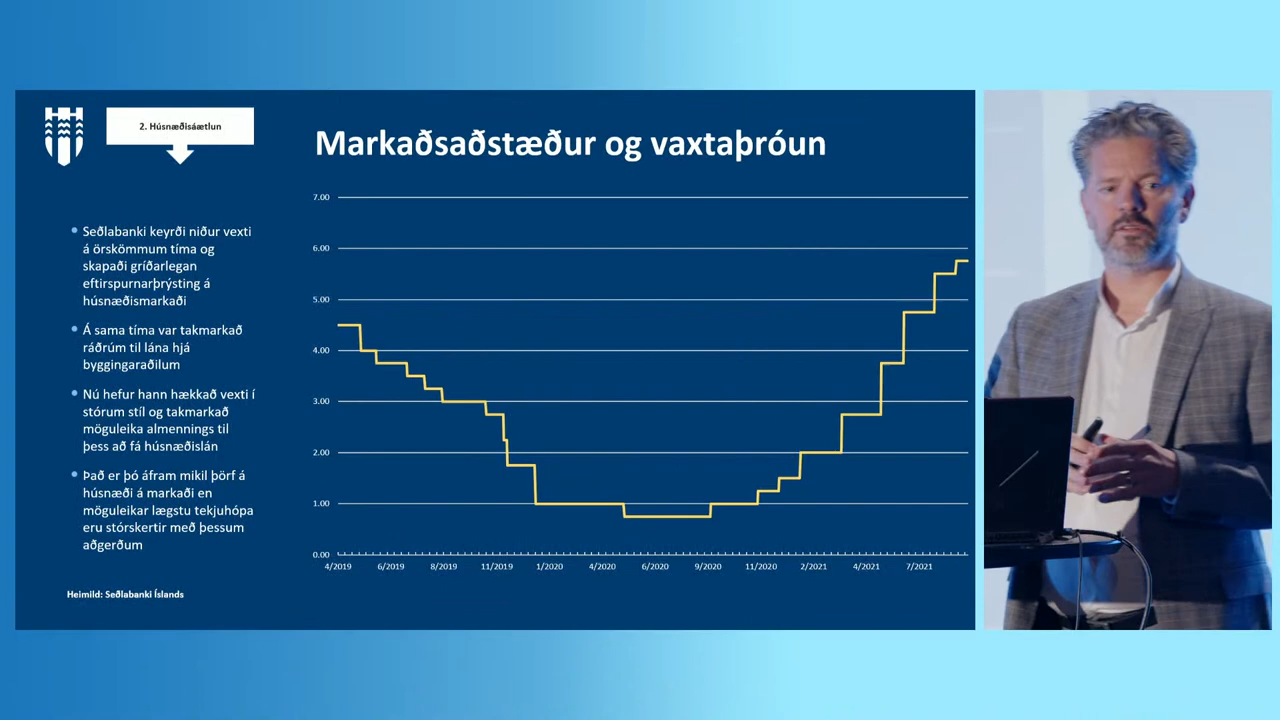 2. Húsnæðisáætlun
Markaðsaðstæður og vaxtaþróun
Seðlabanki keyrði niður vexti
á örskömmum tíma og
skapaði gríðarlegan
eftirspurnarþrýsting á
húsnæðismarkaði
Á sama tíma var takmarkað
ráðrúm til lána hjá
byggingaraðilum
Nú hefur hann hækkað vexti í
stórum stíl og takmarkað
möguleika almennings til
þess að fá húsnæðislán
Það er þó áfram mikil þörf á
húsnæði á markaði en
möguleikar lægstu tekjuhópa
eru stórskertir með þessum
aðgerðum
Heimild: Seðlabanki Íslands
7.00
6.00
5.00
4.00
3.00
2.00
1.00
0.00
4/2019 6/2019 8/2019 11/2019 1/2020 4/2020 6/2020 9/2020 11/2020 2/2021 4/2021 7/2021